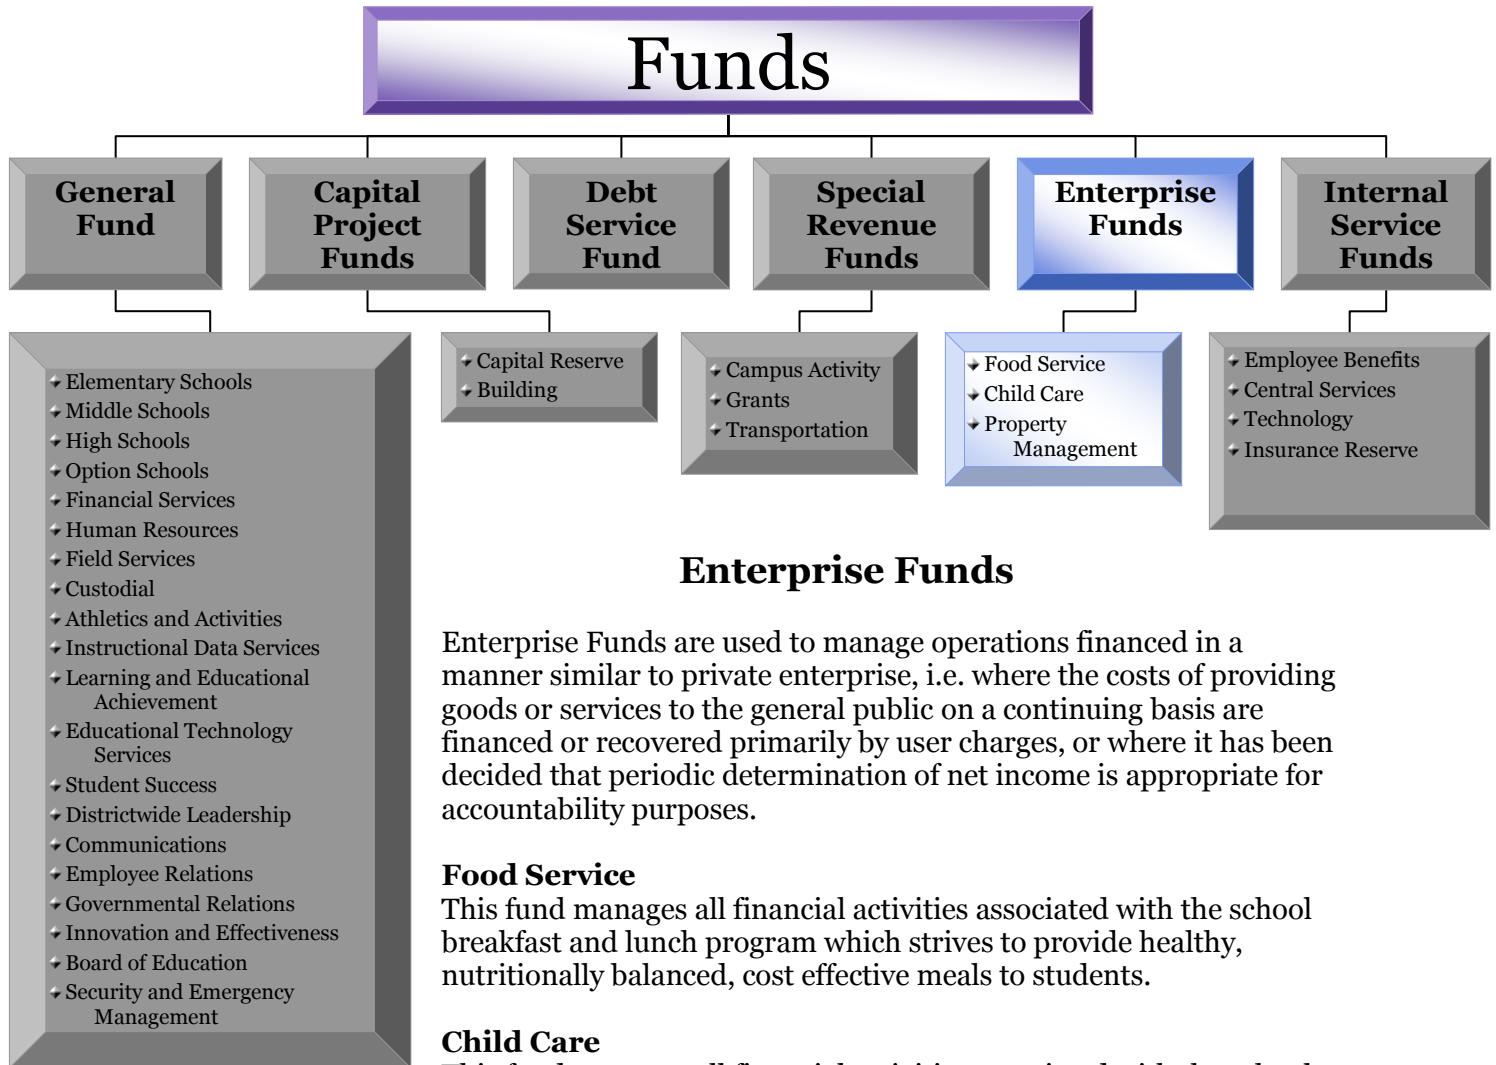 Funds
General
Fund
Capital
Project
Funds
Debt
Service
Fund
Special
Revenue
Funds
Enterprise
Funds
Internal
Service
Funds
Elementary Schools
Middle Schools
High Schools
Option Schools
Financial Services
Human Resources
Field Services
Custodial
Athletics and Activities
Instructional Data Services
Learning and Educational
Achievement
Educational Technology
Services
Student Success
Districtwide Leadership
Communications
Employee Relations
Governmental Relations
Innovation and Effectiveness
Board of Education
Security and Emergency
Management
Capital Reserve
Building
Campus Activity
Grants
Transportation
Food Service
Child Care
Property
Management
Employee Benefits
Central Services
Technology
Insurance Reserve
Enterprise Funds
Enterprise Funds are used to manage operations financed in a
manner similar to private enterprise, i.e. where the costs of providing
goods or services to the general public on a continuing basis are
financed or recovered primarily by user charges, or where it has been
decided that periodic determination of net income is appropriate for
accountability purposes.
Food Service
This fund manages all financial activities associated with the school
breakfast and lunch program which strives to provide healthy,
nutritionally balanced, cost effective meals to students.
Child Care